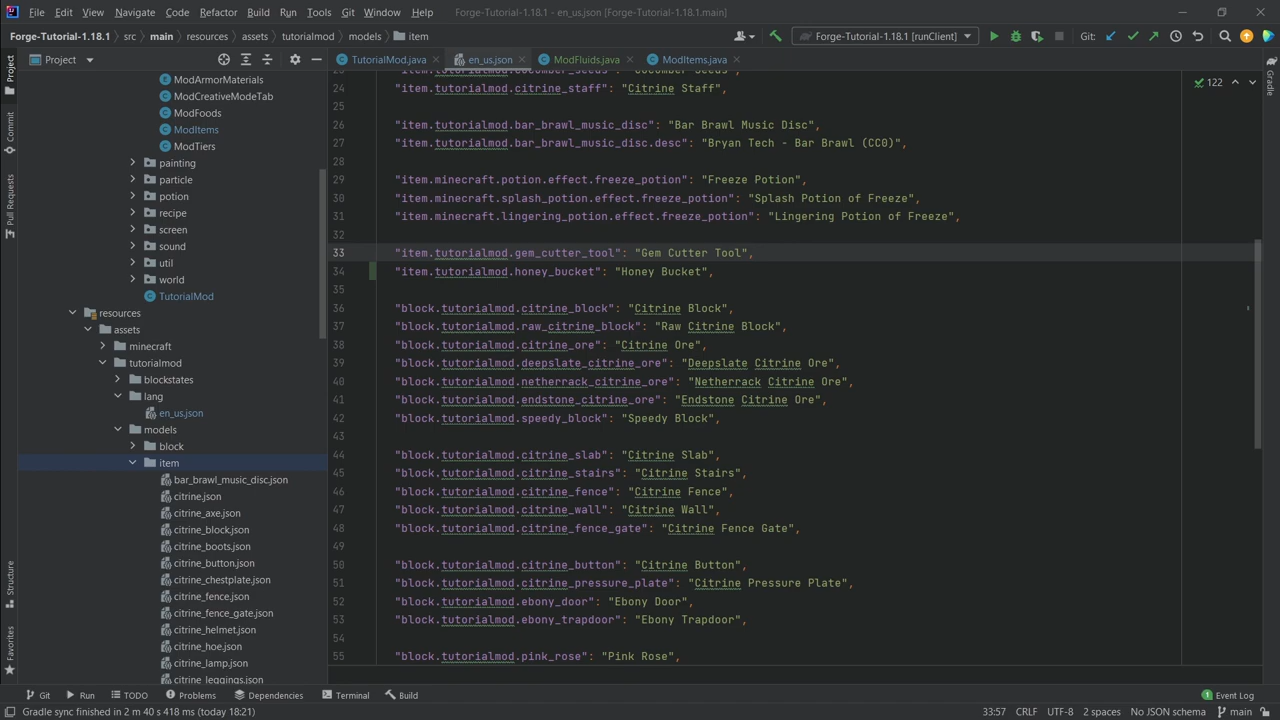 File Edit View Navigate Code Refactor Build Run Tools Git Window Help Forge-Tutorial-1.18.1 - en_us.json [Forge-Tutorial-1.18.1.main]
Forge-Tutorial-1.18.1 › src › main › resources › assets › tutorialmod › models › item Forge-Tutorial-1.18.1 [runClient] Git:
Project
TutorialMod.java en_us.json ModFluids.java ModItems.java
Project
Commit
Pull Requests
Structure
Favorites
Gradle
ModArmorMaterials
ModCreativeModeTab
ModFoods
ModItems
ModTiers
painting
particle
potion
recipe
screen
sound
util
world
TutorialMod
resources
assets
minecraft
tutorialmod
blockstates
lang
en_us.json
models
block
item
bar_brawl_music_disc.json
citrine.json
citrine_axe.json
citrine_block.json
citrine_boots.json
citrine_button.json
citrine_chestplate.json
citrine_fence.json
citrine_fence_gate.json
citrine_helmet.json
citrine_hoe.json
citrine_lamp.json
citrine_leggings.json
122
24 "item.tutorialmod.citrine_staff": "Citrine Staff",
25
26 "item.tutorialmod.bar_brawl_music_disc": "Bar Brawl Music Disc",
27 "item.tutorialmod.bar_brawl_music_disc.desc": "Bryan Tech - Bar Brawl (CC0)",
28
29 "item.minecraft.potion.effect.freeze_potion": "Freeze Potion",
30 "item.minecraft.splash_potion.effect.freeze_potion": "Splash Potion of Freeze",
31 "item.minecraft.lingering_potion.effect.freeze_potion": "Lingering Potion of Freeze",
32
33 "item.tutorialmod.gem_cutter_tool": "Gem Cutter Tool",
34 "item.tutorialmod.honey_bucket": "Honey Bucket",
35
36 "block.tutorialmod.citrine_block": "Citrine Block",
37 "block.tutorialmod.raw_citrine_block": "Raw Citrine Block",
38 "block.tutorialmod.citrine_ore": "Citrine Ore",
39 "block.tutorialmod.deepslate_citrine_ore": "Deepslate Citrine Ore",
40 "block.tutorialmod.netherrack_citrine_ore": "Netherrack Citrine Ore",
41 "block.tutorialmod.endstone_citrine_ore": "Endstone Citrine Ore",
42 "block.tutorialmod.speedy_block": "Speedy Block",
43
44 "block.tutorialmod.citrine_slab": "Citrine Slab",
45 "block.tutorialmod.citrine_stairs": "Citrine Stairs",
46 "block.tutorialmod.citrine_fence": "Citrine Fence",
47 "block.tutorialmod.citrine_wall": "Citrine Wall",
48 "block.tutorialmod.citrine_fence_gate": "Citrine Fence Gate",
49
50 "block.tutorialmod.citrine_button": "Citrine Button",
51 "block.tutorialmod.citrine_pressure_plate": "Citrine Pressure Plate",
52 "block.tutorialmod.ebony_door": "Ebony Door",
53 "block.tutorialmod.ebony_trapdoor": "Ebony Trapdoor",
54
55 "block.tutorialmod.pink_rose": "Pink Rose",
Git Run TODO Problems Dependencies Terminal Build Event Log
Gradle sync finished in 2 m 40 s 418 ms (today 18:21) 33:57 CRLF UTF-8 2 spaces No JSON schema main